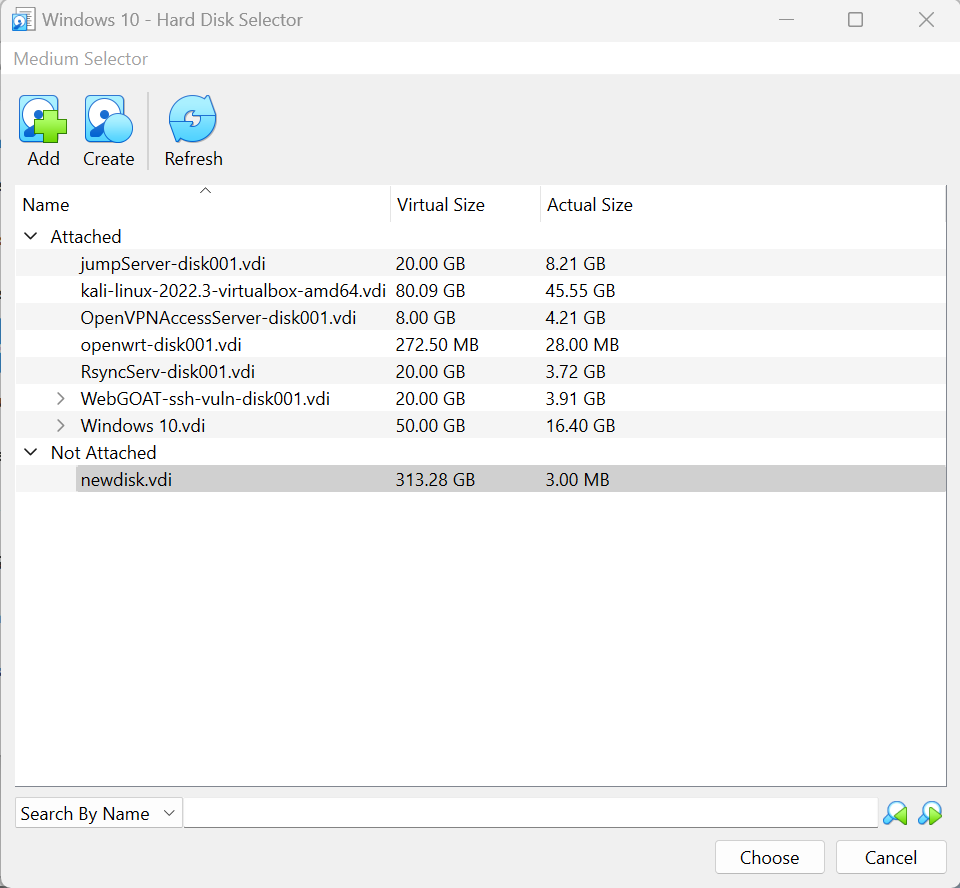 Windows 10 - Hard Disk Selector
Medium Selector
Add Create Refresh
Name Virtual Size Actual Size
Attached
jumpServer-disk001.vdi 20.00 GB 8.21 GB
kali-linux-2022.3-virtualbox-amd64.vdi 80.09 GB 45.55 GB
OpenVPNAccessServer-disk001.vdi 8.00 GB 4.21 GB
openwrt-disk001.vdi 272.50 MB 28.00 MB
RsyncServ-disk001.vdi 20.00 GB 3.72 GB
WebGOAT-ssh-vuln-disk001.vdi 20.00 GB 3.91 GB
Windows 10.vdi 50.00 GB 16.40 GB
Not Attached
newdisk.vdi 313.28 GB 3.00 MB
Search By Name
Choose Cancel